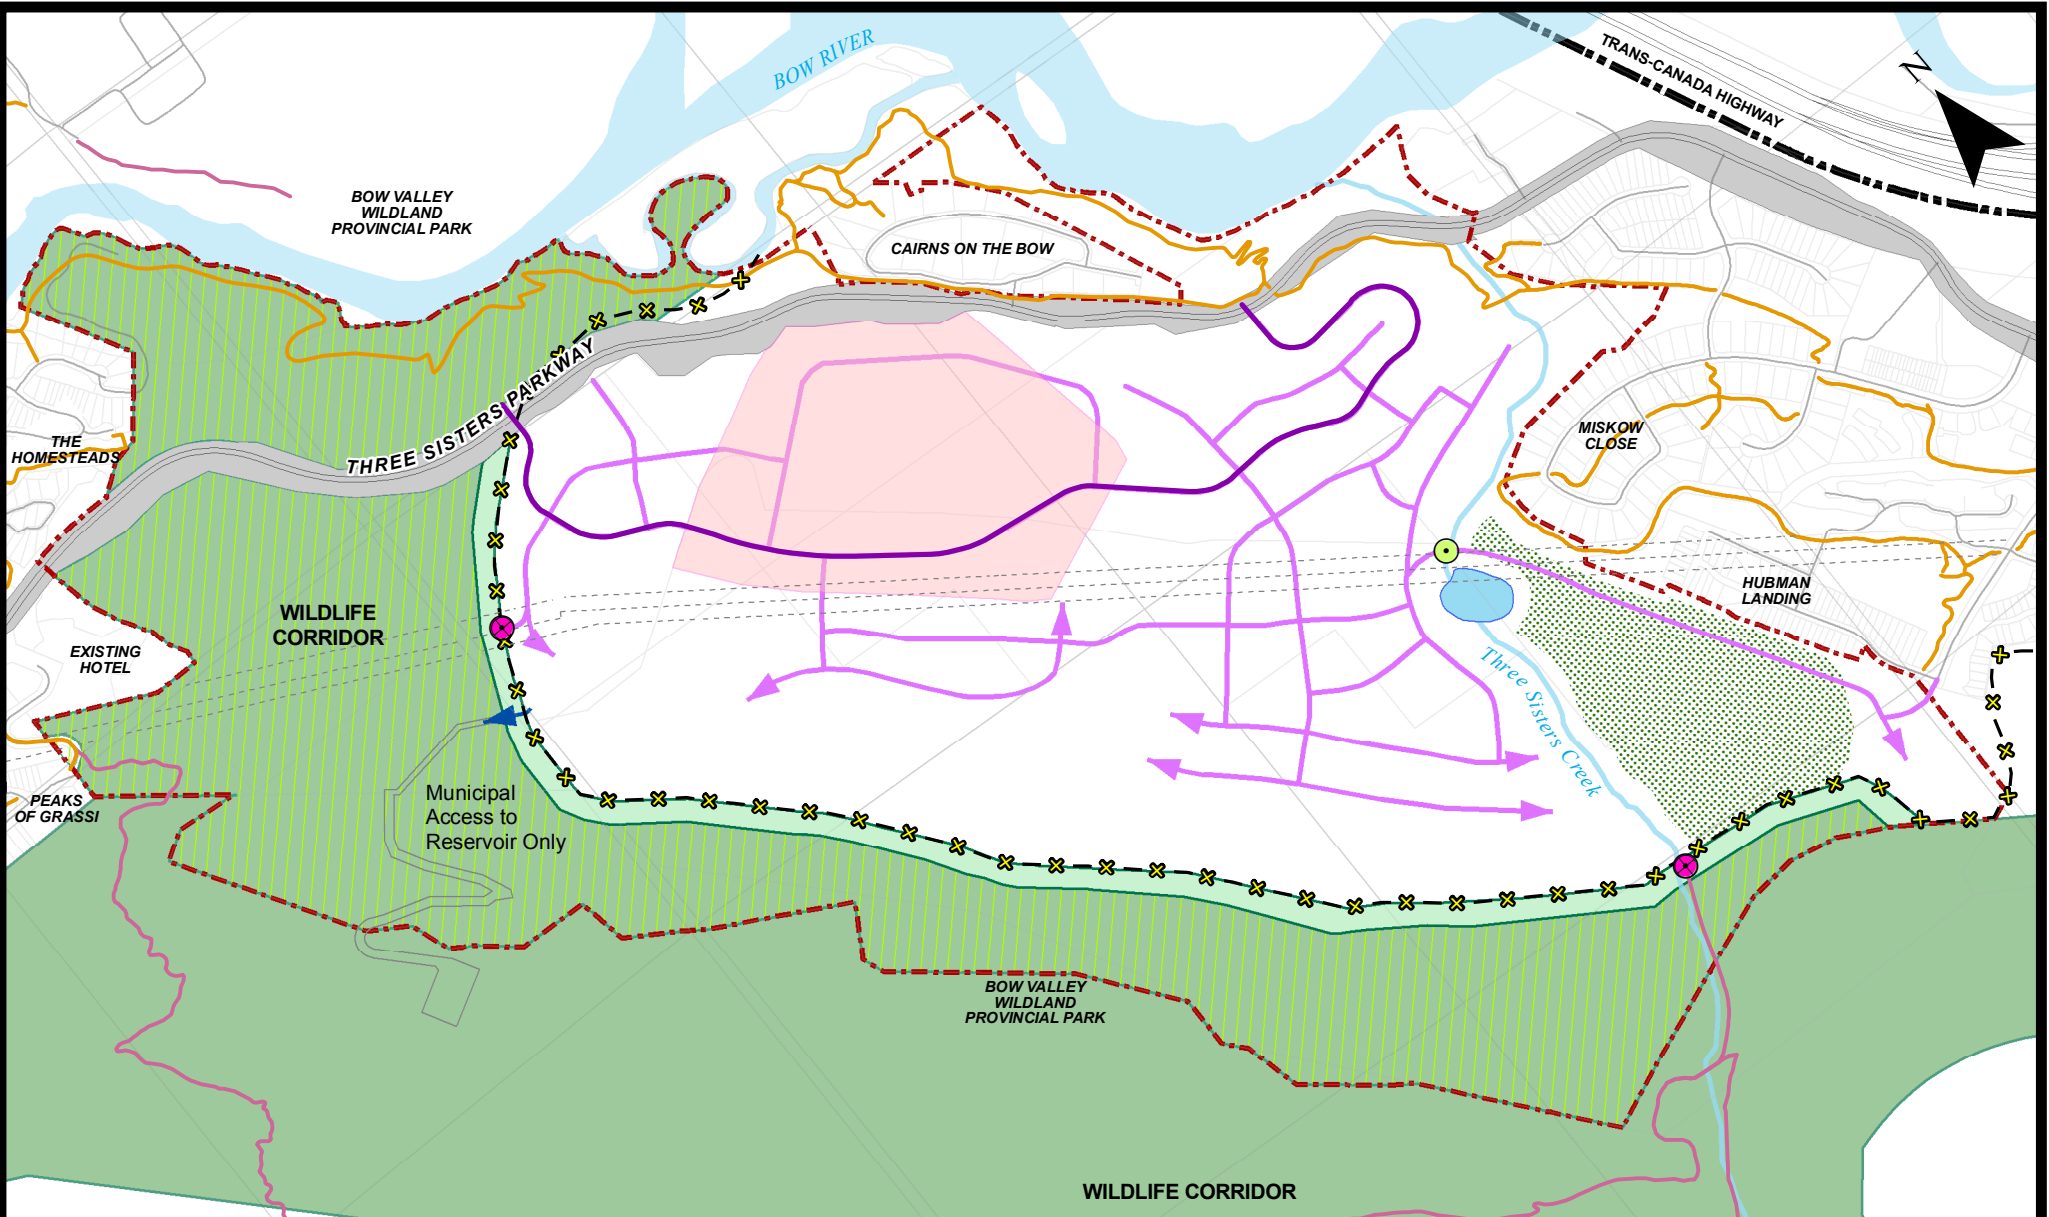 BOW RIVER
TRANS-CANADA HIGHWAY
N
BOW VALLEY
WILDLAND
PROVINCIAL PARK
CAIRNS ON THE BOW
THREE SISTERS PARKWAY
THE
HOMESTEADS
MISKOW
CLOSE
HUBMAN
LANDING
WILDLIFE
CORRIDOR
EXISTING
HOTEL
Three Sisters Creek
PEAKS
OF GRASSI
Municipal
Access to
Reservoir Only
BOW VALLEY
WILDLAND
PROVINCIAL PARK
WILDLIFE CORRIDOR